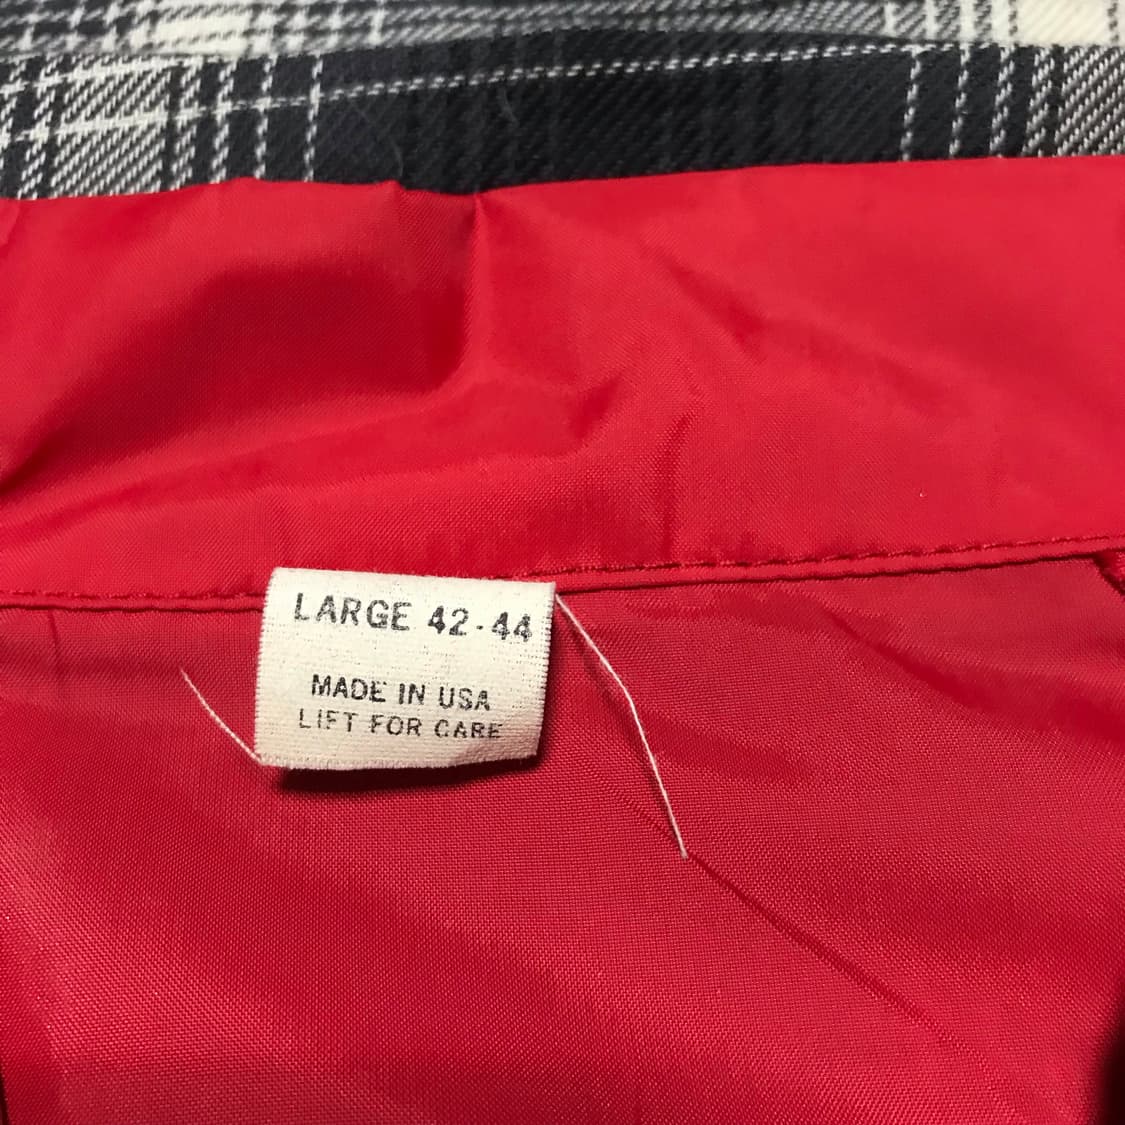 LARGE 42-44
MADE IN USA
LIFT FOR CARE